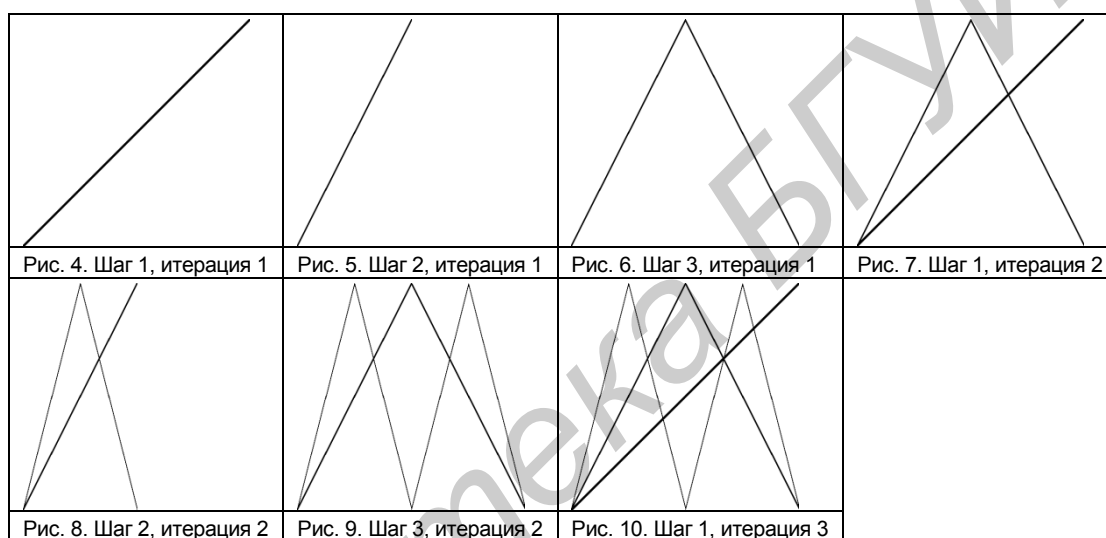 Рис. 4. Шаг 1, итерация 1
Рис. 5. Шаг 2, итерация 1
Рис. 6. Шаг 3, итерация 1
Рис. 7. Шаг 1, итерация 2
Рис. 8. Шаг 2, итерация 2
Рис. 9. Шаг 3, итерация 2
Рис. 10. Шаг 1, итерация 3